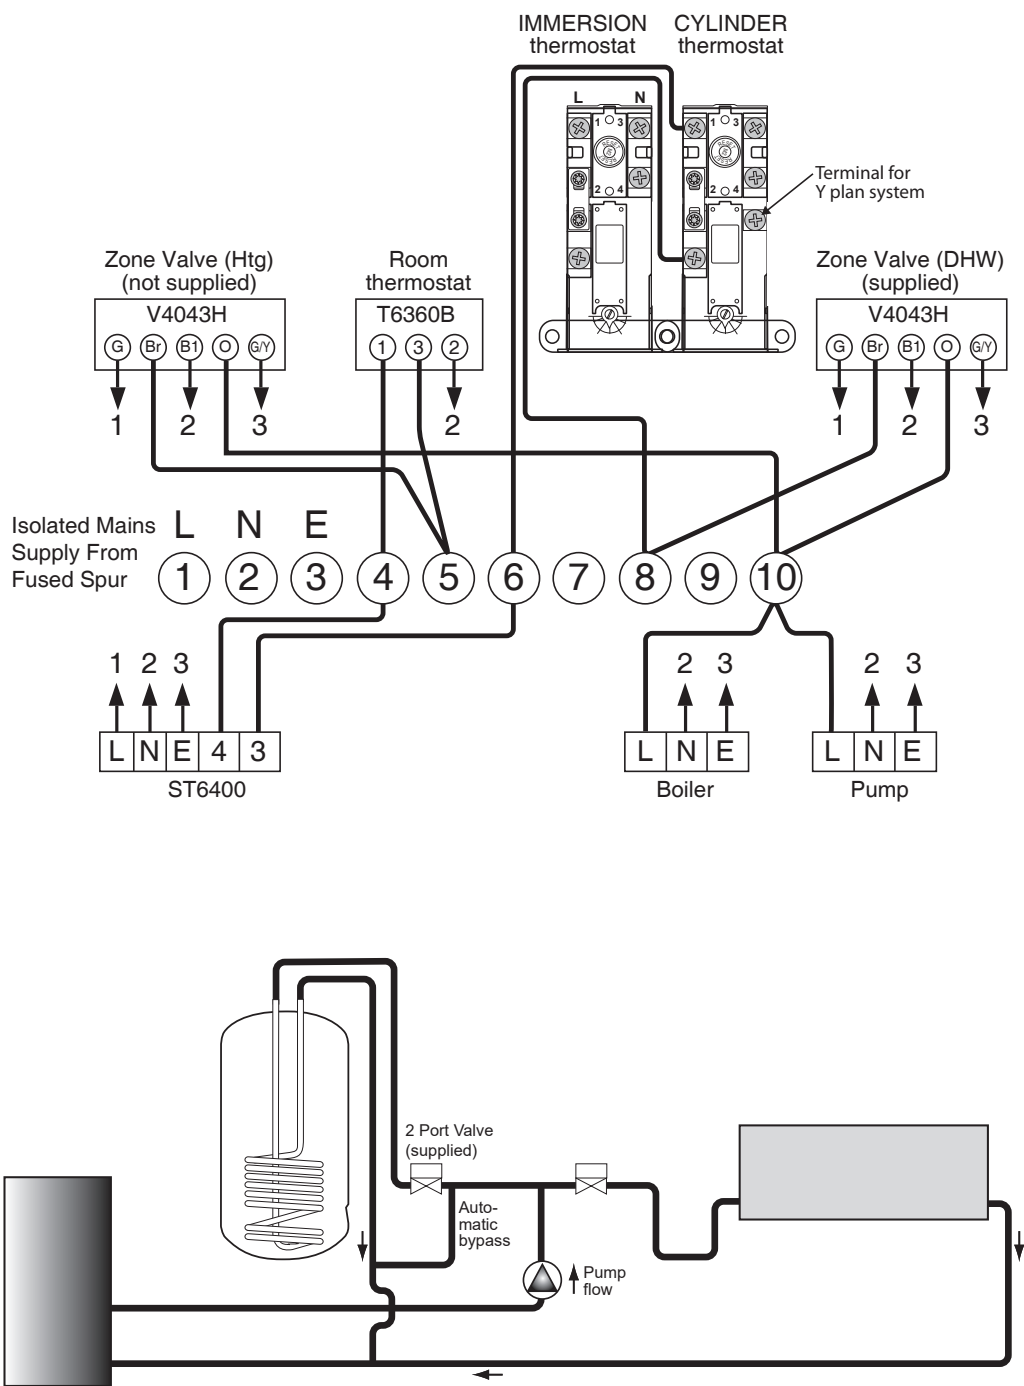 IMMERSION
thermostat
CYLINDER
thermostat
L N
1 3
RESET
2 4
1 3
RESET
2 4
Terminal for
Y plan system
Zone Valve (Htg)
(not supplied)
V4043H
G Br B1 O G/Y
1 2 3
Room
thermostat
T6360B
1 3 2
2
Zone Valve (DHW)
(supplied)
V4043H
G Br B1 O G/Y
1 2 3
Isolated Mains
Supply From
Fused Spur
L N E
1 2 3 4 5 6 7 8 9 10
1 2 3
L N E 4 3
ST6400
2 3
L N E
Boiler
2 3
L N E
Pump
2 Port Valve
(supplied)
Auto-
matic
bypass
Pump
flow